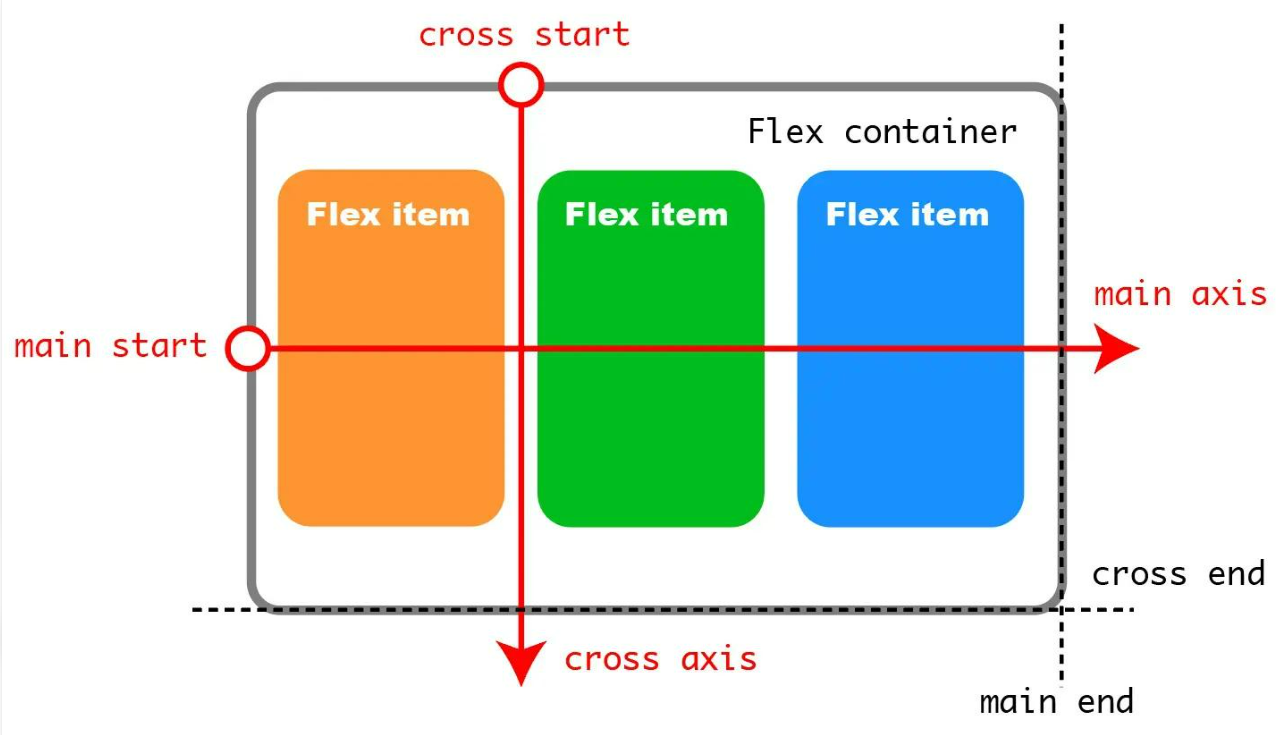 cross start
Flex container
Flex item
Flex item
Flex item
main axis
main start
cross end
cross axis
main end